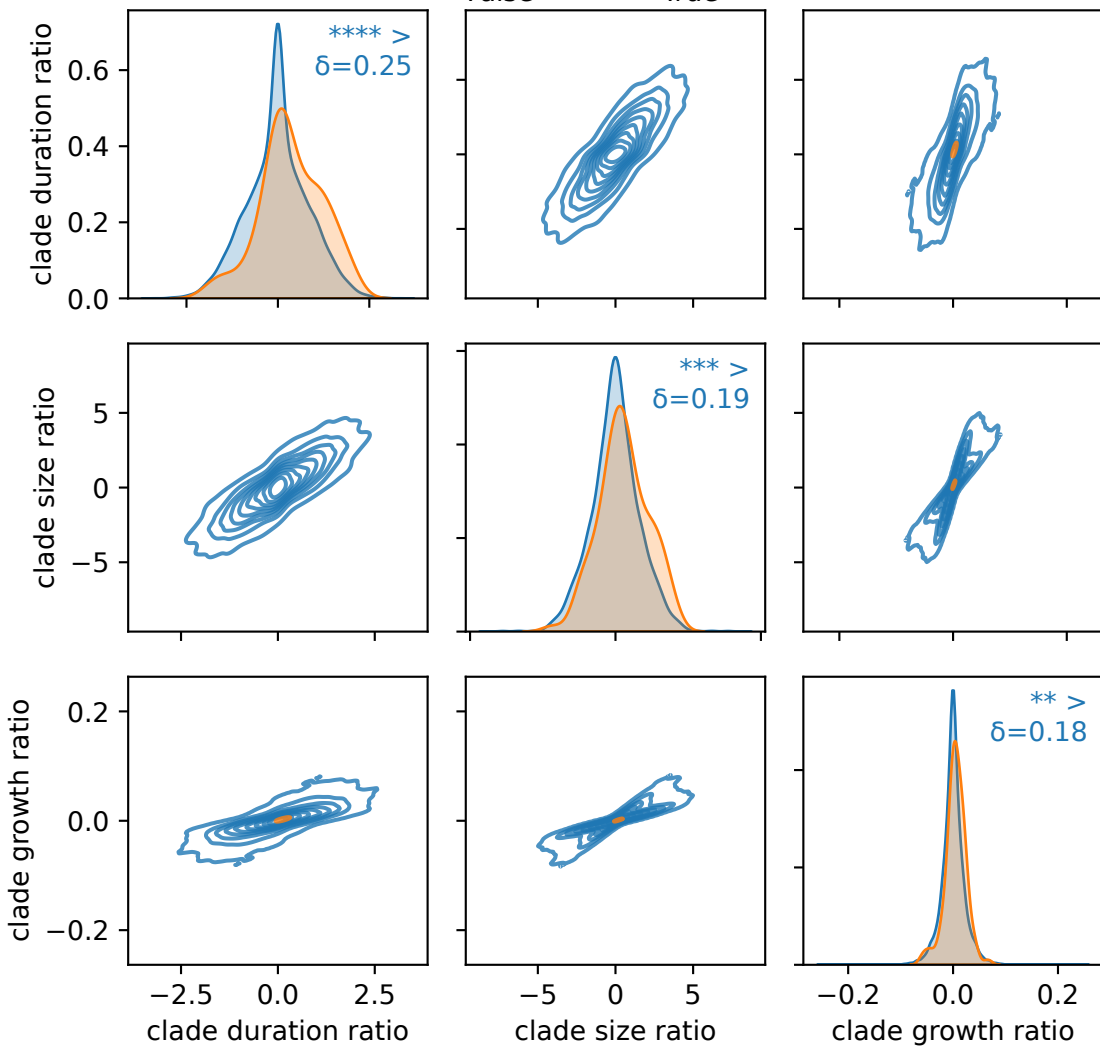 clade duration ratio
0.6
0.4
0.2
0.0
**** >
δ=0.25
clade size ratio
5
0
−5
*** >
δ=0.19
clade growth ratio
0.2
0.0
−0.2
** >
δ=0.18
−2.5 0.0 2.5
clade duration ratio
−5 0 5
clade size ratio
−0.2 0.0 0.2
clade growth ratio